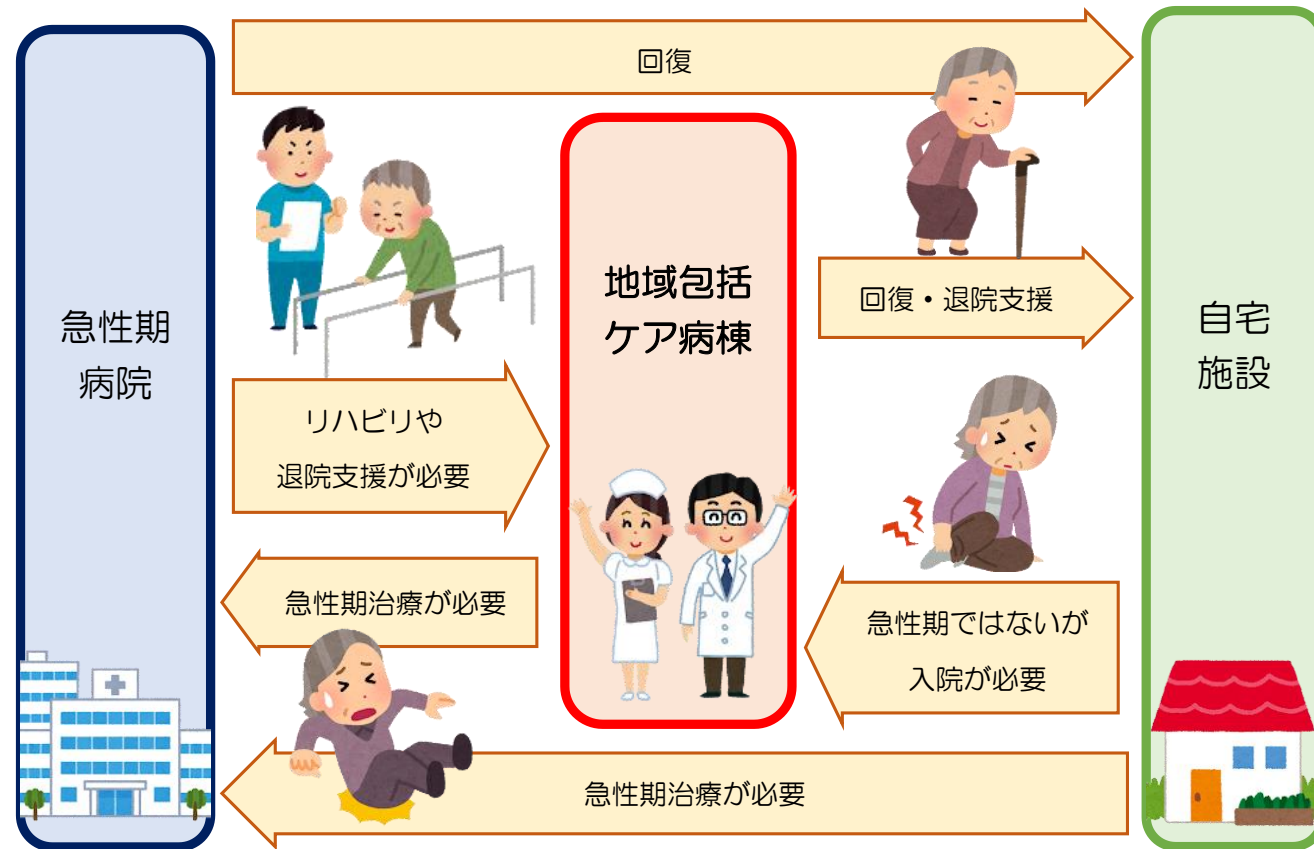 回復
急性期
病院
地域包括
ケア病棟
自宅
施設
回復・退院支援
リハビリや
退院支援が必要
急性期治療が必要
急性期ではないが
入院が必要
急性期治療が必要